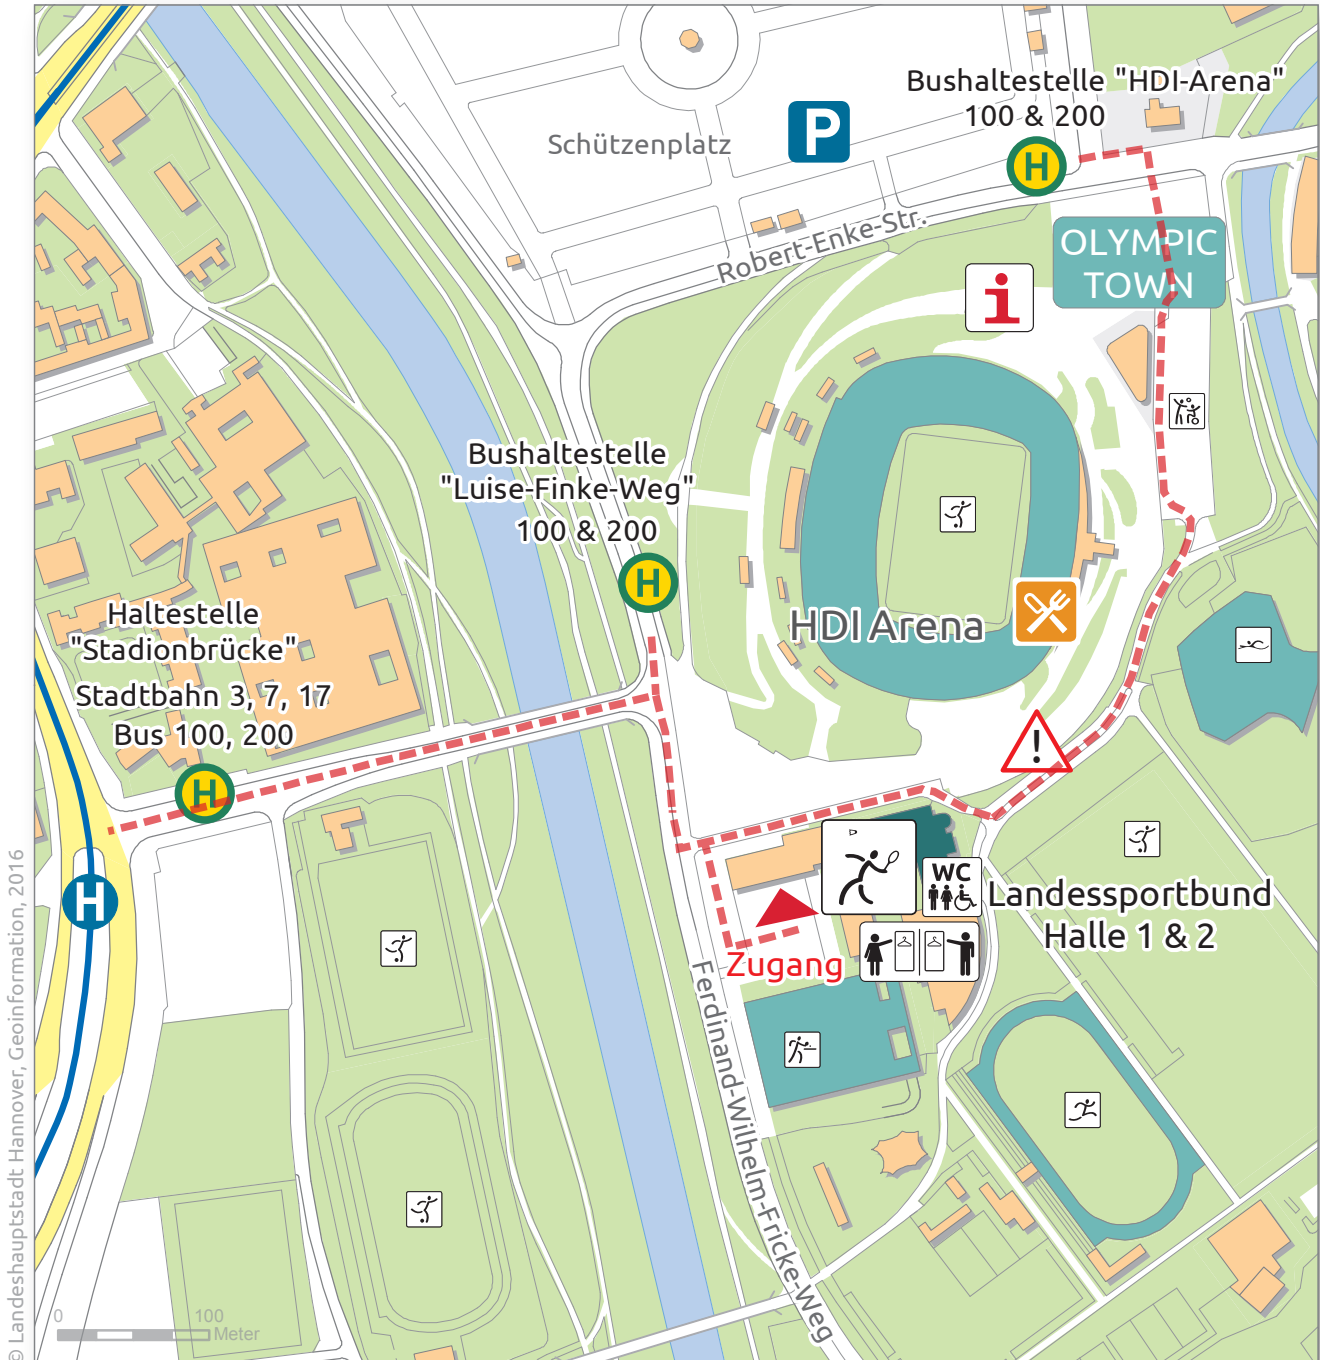 Bushaltestelle "HDI-Arena"
100 & 200
H
P
Schützenplatz
Robert-Enke-Str.
OLYMPIC
TOWN
i
Bushaltestelle
"Luise-Finke-Weg"
100 & 200
H
HDI Arena
Haltestelle
"Stadionbrücke"
Stadtbahn 3, 7, 17
Bus 100, 200
H
H
!
WC
Landessportbund
Halle 1 & 2
Zugang
Ferdinand-Wilhelm-Fricke-Weg
0 100
Meter
© Landeshauptstadt Hannover, Geoinformation, 2016